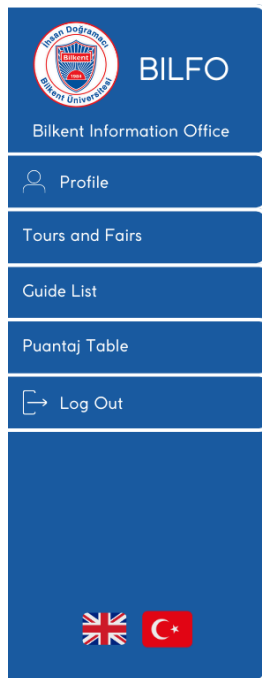 İhsan Doğramacı
Bilkent
1984
Bilkent Üniversitesi
BILFO
Bilkent Information Office
Profile
Tours and Fairs
Guide List
Puantaj Table
Log Out